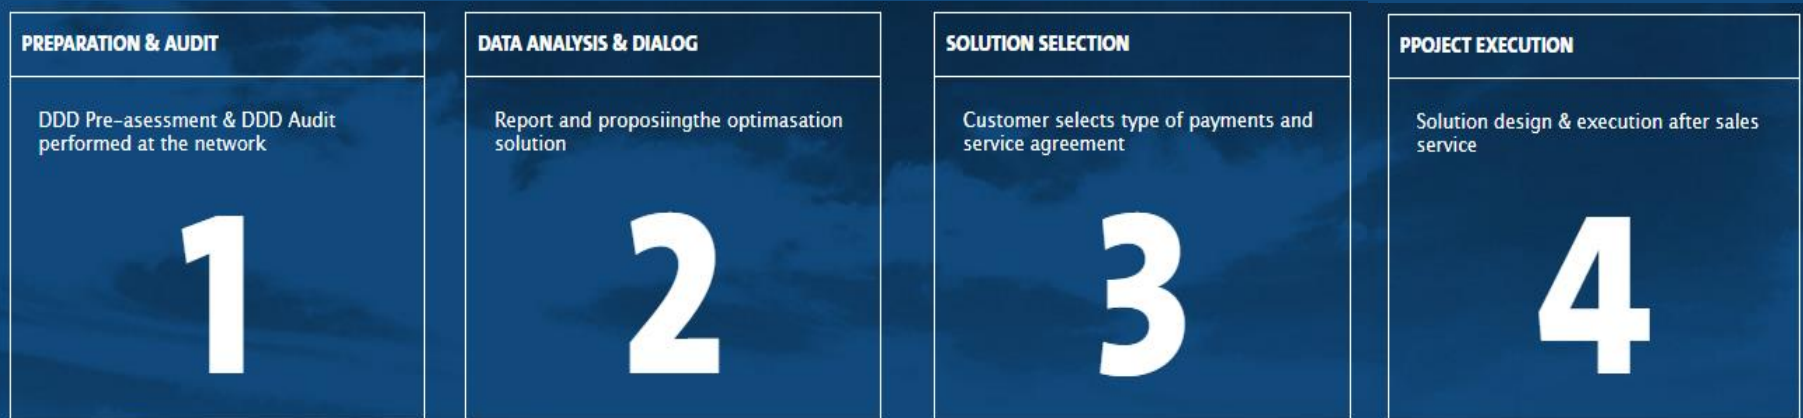 PREPARATION & AUDIT
DDD Pre-asessment & DDD Audit
performed at the network
1
DATA ANALYSIS & DIALOG
Report and proposiingthe optimasation
solution
2
SOLUTION SELECTION
Customer selects type of payments and
service agreement
3
PPOJECT EXECUTION
Solution design & execution after sales
service
4